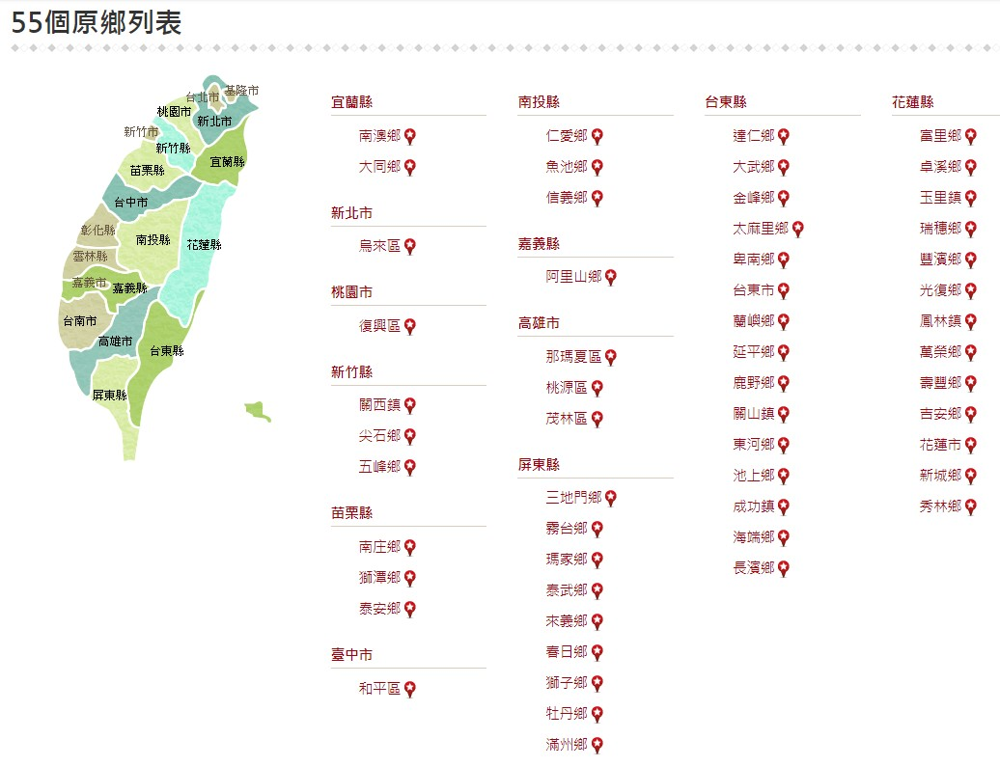 55個原鄉列表
台北市
基隆市
桃園市
新北市
新竹市
新竹縣
宜蘭縣
苗栗縣
台中市
彰化縣
南投縣
花蓮縣
雲林縣
嘉義市
嘉義縣
台南市
高雄市
台東縣
屏東縣
宜蘭縣
南澳鄉
大同鄉
新北市
烏來區
桃園市
復興區
新竹縣
關西鎮
尖石鄉
五峰鄉
苗栗縣
南庄鄉
獅潭鄉
泰安鄉
臺中市
和平區
南投縣
仁愛鄉
魚池鄉
信義鄉
嘉義縣
阿里山鄉
高雄市
那瑪夏區
桃源區
茂林區
屏東縣
三地門鄉
霧台鄉
瑪家鄉
泰武鄉
來義鄉
春日鄉
獅子鄉
牡丹鄉
滿州鄉
台東縣
達仁鄉
大武鄉
金峰鄉
太麻里鄉
卑南鄉
台東市
蘭嶼鄉
延平鄉
鹿野鄉
關山鎮
東河鄉
池上鄉
成功鎮
海端鄉
長濱鄉
花蓮縣
富里鄉
卓溪鄉
玉里鎮
瑞穗鄉
豐濱鄉
光復鄉
鳳林鎮
萬榮鄉
壽豐鄉
吉安鄉
花蓮市
新城鄉
秀林鄉